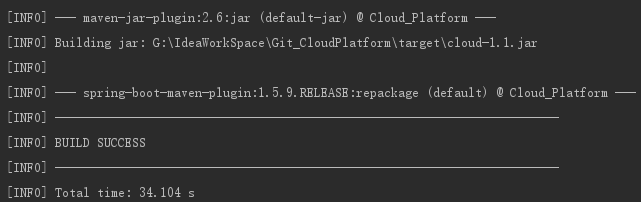 [INFO] --- maven-jar-plugin:2.6:jar (default-jar) @ Cloud_Platform ---
[INFO] Building jar: G:\IdeaWorkSpace\Git_CloudPlatform\target\cloud-1.1.jar
[INFO]
[INFO] --- spring-boot-maven-plugin:1.5.9.RELEASE:repackage (default) @ Cloud_Platform ---
[INFO] ------------------------------------------------------------------------
[INFO] BUILD SUCCESS
[INFO] ------------------------------------------------------------------------
[INFO] Total time: 34.104 s